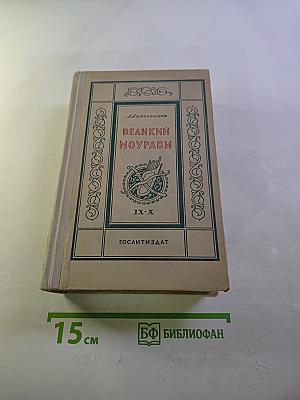 А. Антоновская
ВЕЛИКИЙ
МОУРАВИ
IX-X
ГОСЛИТИЗДАТ
15 см
БФ БИБЛИОФАН